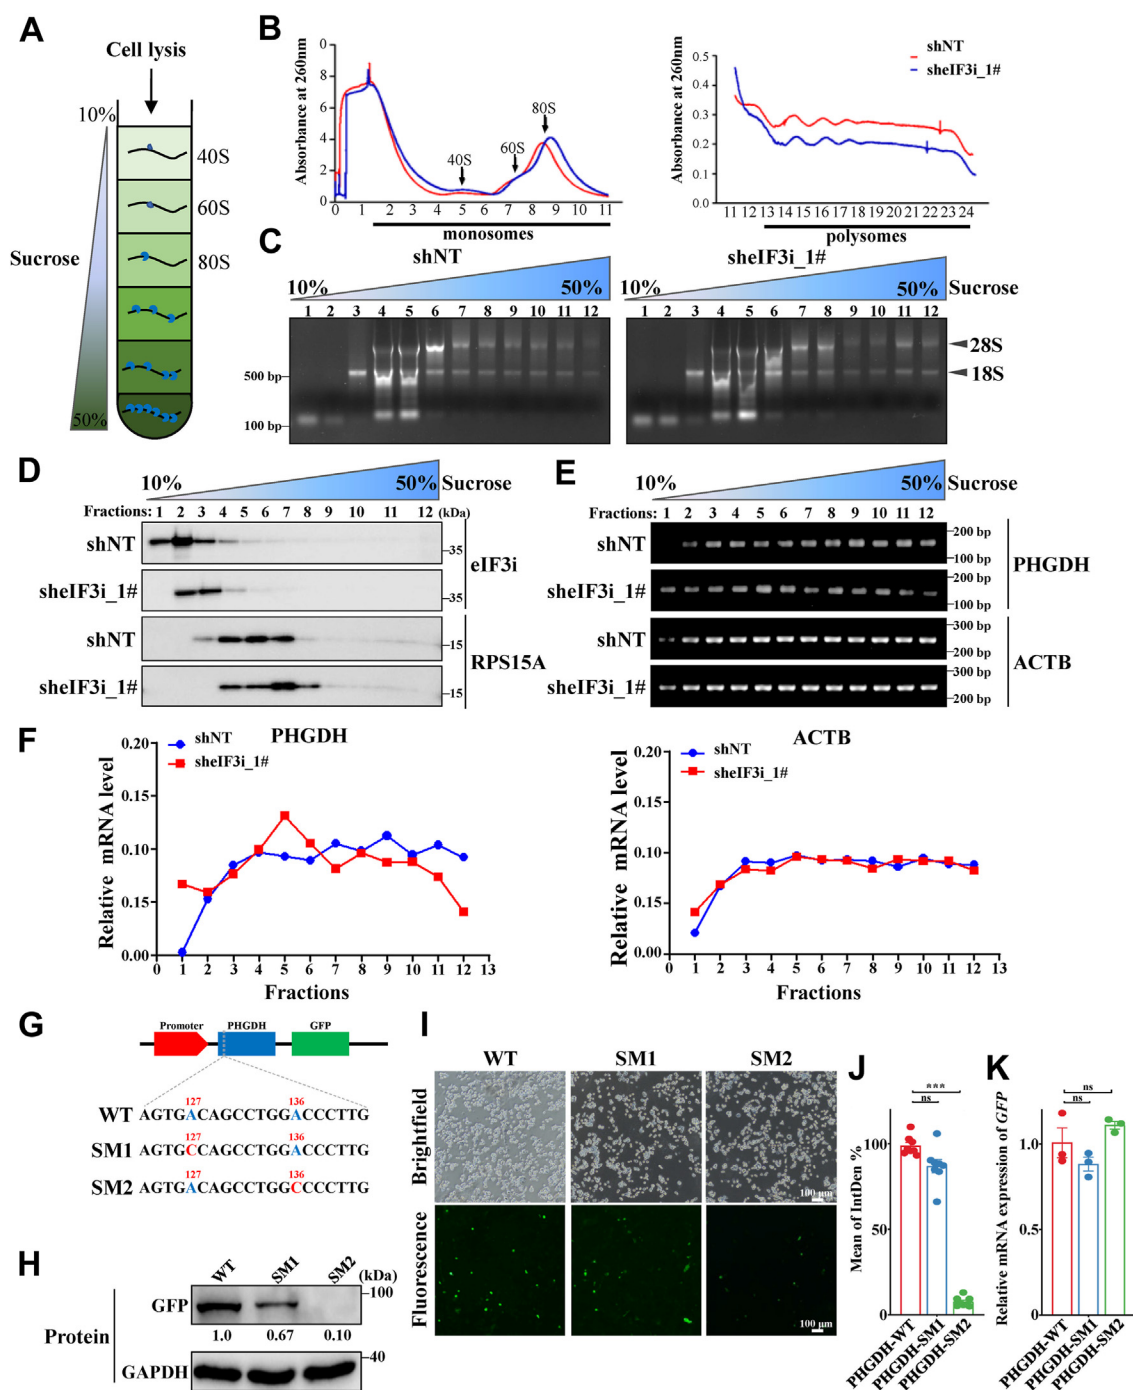 A
Cell lysis
10%
40S
60S
80S
Sucrose
50%
B
Absorbance at 260nm
0
8
6
4
2
0
40S
60S
80S
0 1 2 3 4 5 6 7 8 9 10 11
monosomes
shNT
sheIF3i_1#
Absorbance at 260nm
0.5
0.4
0.3
0.2
0.1
0.0
11 12 13 14 15 16 17 18 19 20 21 22 23 24
polysomes
C
shNT
sheIF3i_1#
10% 50%
10% 50% Sucrose
1 2 3 4 5 6 7 8 9 10 11 12
1 2 3 4 5 6 7 8 9 10 11 12
500 bp
100 bp
28S
18S
D
10% 50% Sucrose
Fractions: 1 2 3 4 5 6 7 8 9 10 11 12 (kDa)
shNT
35
sheIF3i_1#
35
eIF3i
shNT
15
sheIF3i_1#
15
RPS15A
E
10% 50% Sucrose
Fractions: 1 2 3 4 5 6 7 8 9 10 11 12
shNT
200 bp
100 bp
sheIF3i_1#
200 bp
100 bp
PHGDH
shNT
300 bp
200 bp
sheIF3i_1#
300 bp
200 bp
ACTB
F
PHGDH
shNT
sheIF3i_1#
Relative mRNA level
0.20
0.15
0.10
0.15
0.00
0 1 2 3 4 5 6 7 8 9 10 11 12 13
Fractions
ACTB
shNT
sheIF3i_1#
Relative mRNA level
0.20
0.15
0.10
0.15
0.00
0 1 2 3 4 5 6 7 8 9 10 11 12 13
Fractions
G
Promoter PHGDH GFP
127 136
WT AGTGACAGCCTGGACCCTTG
127 136
SM1 AGTGCCAGCCTGGACCCTTG
127 136
SM2 AGTGACAGCCTGGCCCCTTG
H
WT SM1 SM2 (kDa)
GFP
100
1.0 0.67 0.10
Protein
GAPDH
40
I
WT SM1 SM2
Brightfield
100 µm
Fluorescence
100 µm
J
***
ns
Mean of IntDen %
100
50
0
PHGDH-WT
PHGDH-SM1
PHGDH-SM2
K
ns
ns
Relative mRNA expression of GFP
1.0
0.5
0
PHGDH-WT
PHGDH-SM1
PHGDH-SM2